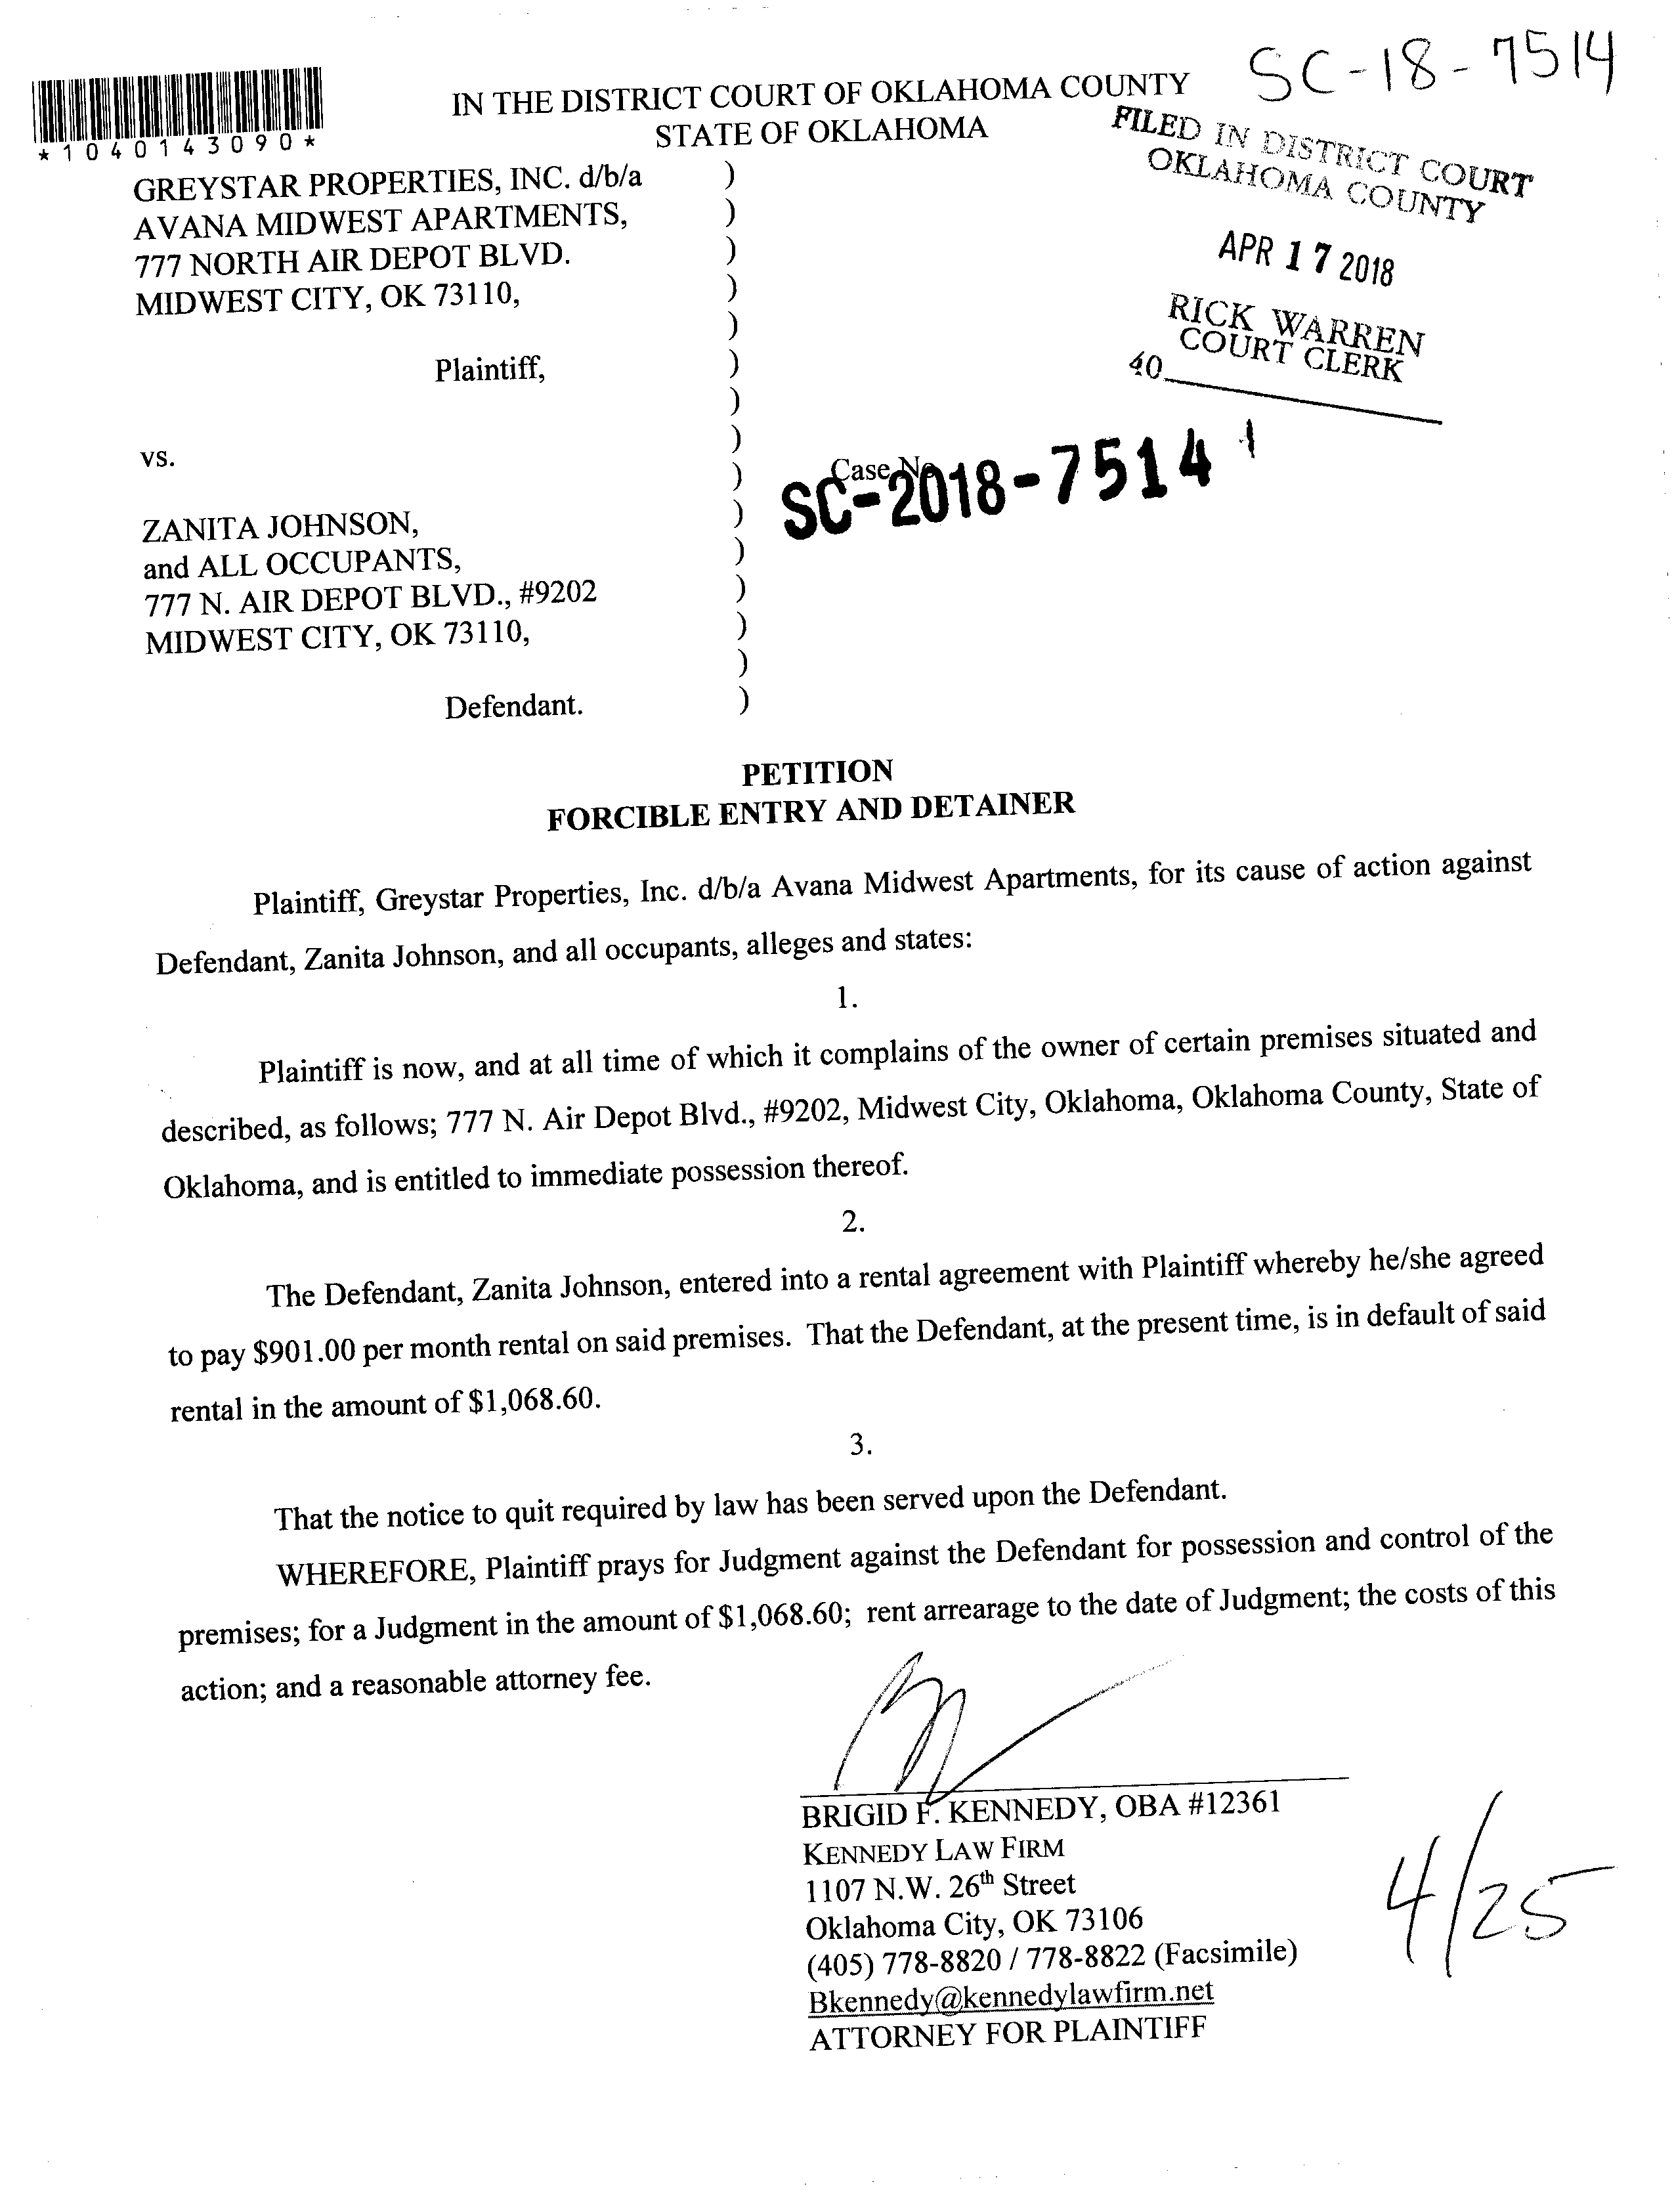 SC-18-7514
*1040143090*
IN THE DISTRICT COURT OF OKLAHOMA COUNTY
STATE OF OKLAHOMA
FILED IN DISTRICT COURT
OKLAHOMA COUNTY
APR 17 2018
RICK WARREN
COURT CLERK
40
GREYSTAR PROPERTIES, INC. d/b/a )
AVANA MIDWEST APARTMENTS, )
777 NORTH AIR DEPOT BLVD. )
MIDWEST CITY, OK 73110, )
)
Plaintiff, )
)
)
vs. ) Case No.
SC-2018-7514
ZANITA JOHNSON, )
and ALL OCCUPANTS, )
777 N. AIR DEPOT BLVD., #9202 )
MIDWEST CITY, OK 73110, )
)
Defendant. )
PETITION
FORCIBLE ENTRY AND DETAINER
Plaintiff, Greystar Properties, Inc. d/b/a Avana Midwest Apartments, for its cause of action against
Defendant, Zanita Johnson, and all occupants, alleges and states:
1.
Plaintiff is now, and at all time of which it complains of the owner of certain premises situated and
described, as follows; 777 N. Air Depot Blvd., #9202, Midwest City, Oklahoma, Oklahoma County, State of
Oklahoma, and is entitled to immediate possession thereof.
2.
The Defendant, Zanita Johnson, entered into a rental agreement with Plaintiff whereby he/she agreed
to pay $901.00 per month rental on said premises. That the Defendant, at the present time, is in default of said
rental in the amount of $1,068.60.
3.
That the notice to quit required by law has been served upon the Defendant.
WHEREFORE, Plaintiff prays for Judgment against the Defendant for possession and control of the
premises; for a Judgment in the amount of $1,068.60; rent arrearage to the date of Judgment; the costs of this
action; and a reasonable attorney fee.
BRIGID F. KENNEDY, OBA #12361
KENNEDY LAW FIRM
1107 N.W. 26th Street
Oklahoma City, OK 73106
(405) 778-8820 / 778-8822 (Facsimile)
Bkennedy@kennedylawfirm.net
ATTORNEY FOR PLAINTIFF
4/25